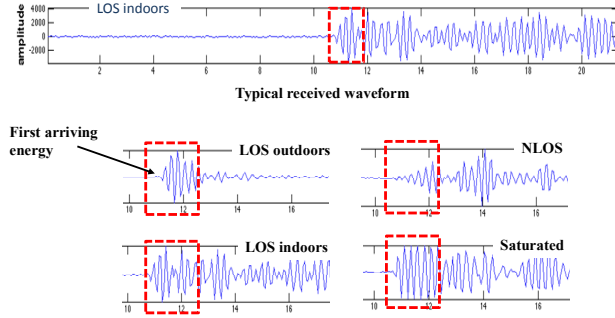 LOS indoors
amplitude
4000
2000
0
-2000
2 4 6 8 10 12 14 16 18 20
Typical received waveform
First arriving
energy
LOS outdoors
10 12 14 16
NLOS
10 12 14 16
LOS indoors
10 12 14 16
Saturated
10 12 14 16